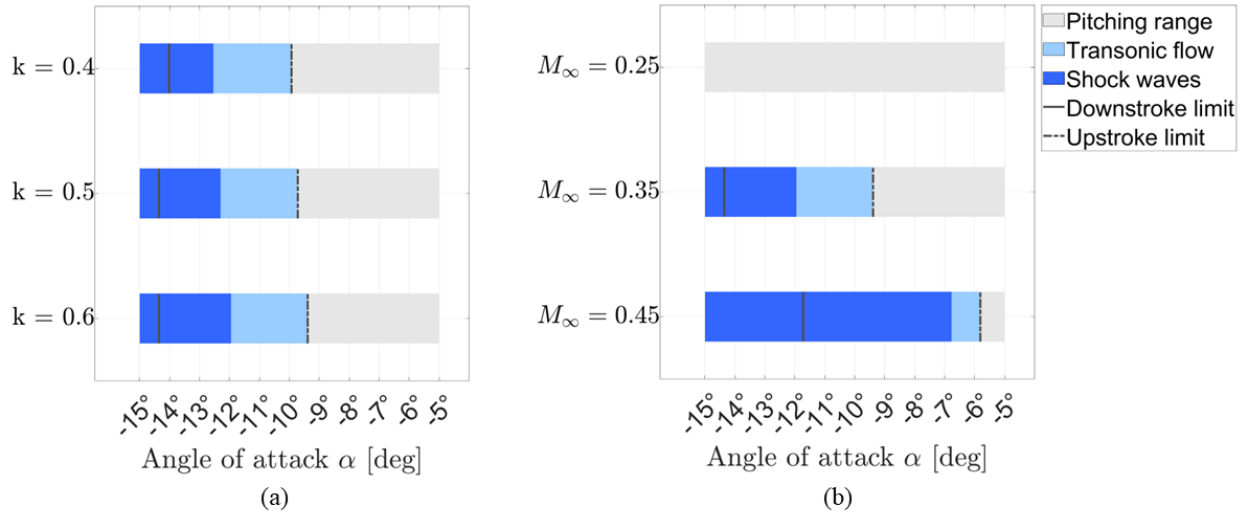 k = 0.4
k = 0.5
k = 0.6
-15° -14° -13° -12° -11° -10° -9° -8° -7° -6° -5°
Angle of attack α [deg]
(a)
M∞ = 0.25
M∞ = 0.35
M∞ = 0.45
-15° -14° -13° -12° -11° -10° -9° -8° -7° -6° -5°
Angle of attack α [deg]
(b)
Pitching range
Transonic flow
Shock waves
Downstroke limit
Upstroke limit